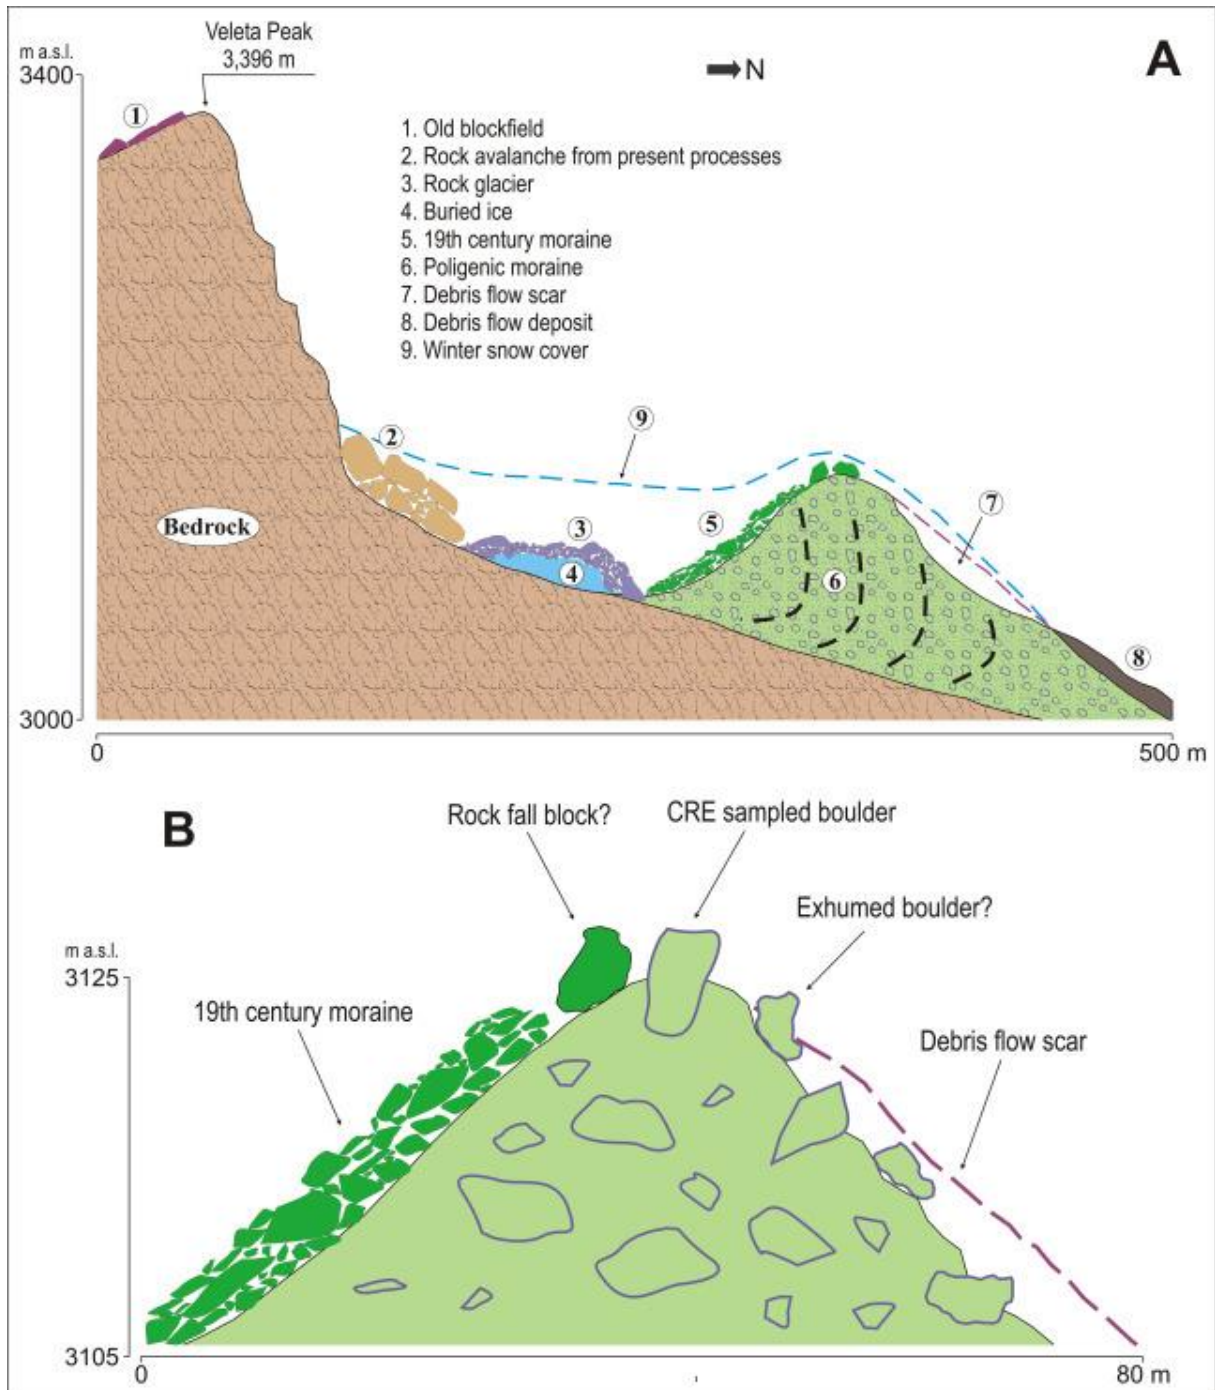 Veleta Peak
3,396 m
m a.s.l.
3400
N
A
1
1. Old blockfield
2. Rock avalanche from present processes
3. Rock glacier
4. Buried ice
5. 19th century moraine
6. Poligenic moraine
7. Debris flow scar
8. Debris flow deposit
9. Winter snow cover
9
2
7
Bedrock
3
5
4
6
8
3000
0
500 m
B
Rock fall block?
CRE sampled boulder
Exhumed boulder?
m a.s.l.
3125
19th century moraine
Debris flow scar
3105
0
80 m